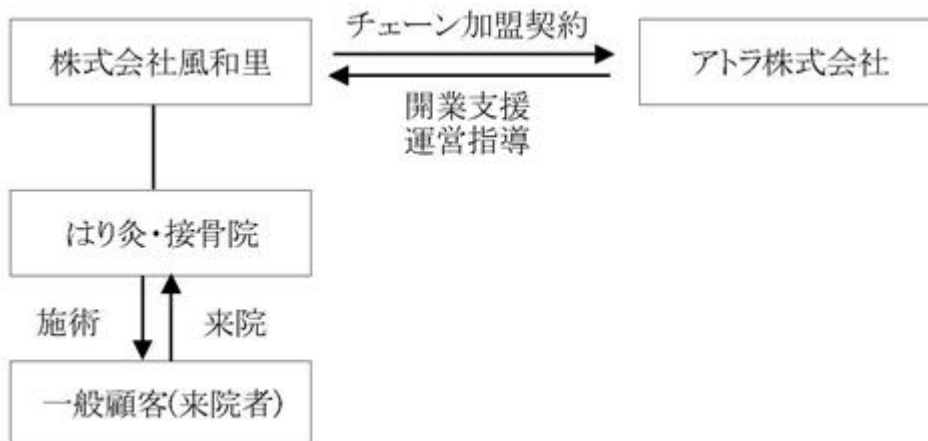 チェーン加盟契約
株式会社風和里
アトラ株式会社
開業支援
運営指導
はり灸・接骨院
施術
来院
一般顧客(来院者)